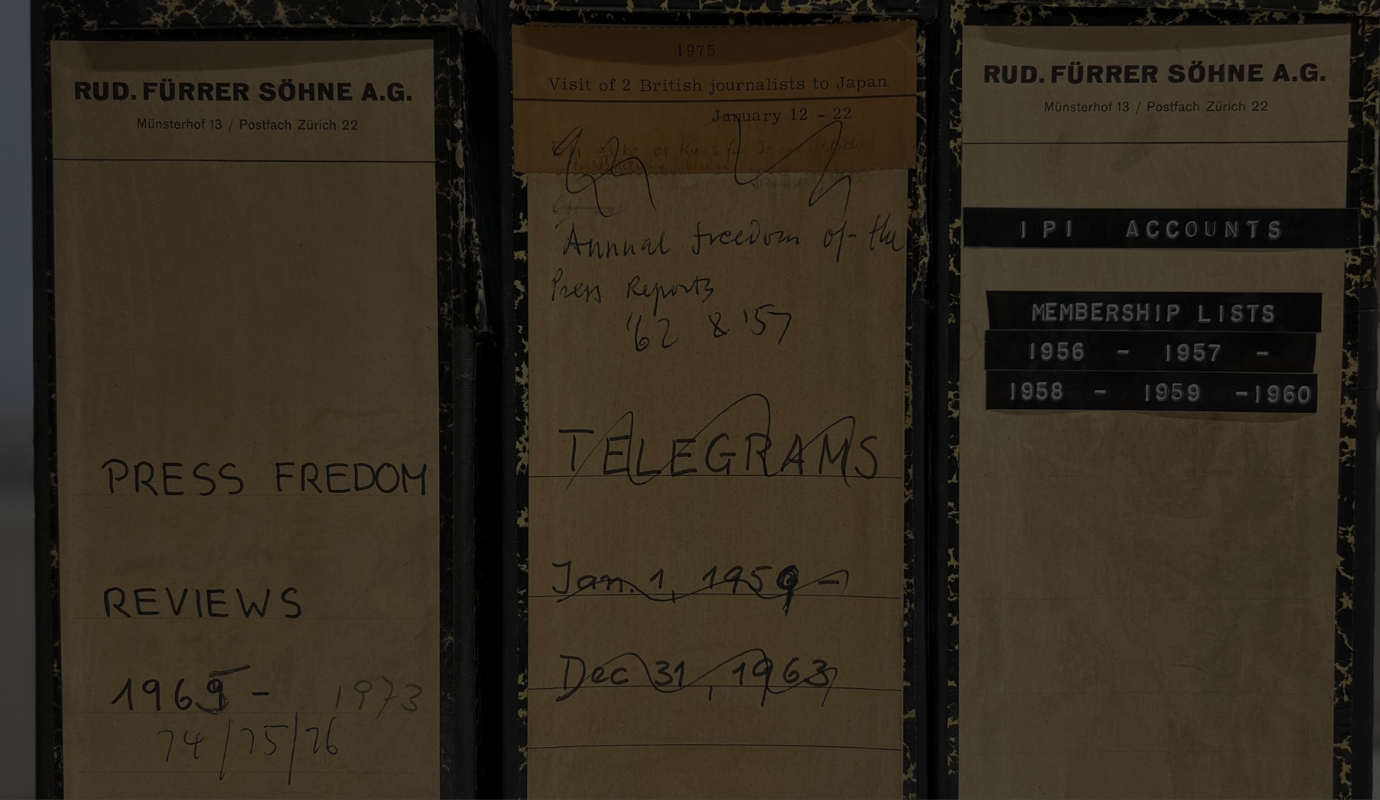 RUD. FÜRRER SÖHNE A.G.
Münsterhof 13 / Postfach Zürich 22
PRESS FREDOM
REVIEWS
1969 - 1973
74/75/76
1975
Visit of 2 British journalists to Japan
January 12 - 22
Annual freedom of the
Press Reports
'62 & '57
TELEGRAMS
Jan. 1, 1959 -
Dec 31, 1963
RUD. FÜRRER SÖHNE A.G.
Münsterhof 13 / Postfach Zürich 22
IPI ACCOUNTS
MEMBERSHIP LISTS
1956 - 1957 -
1958 - 1959 -1960